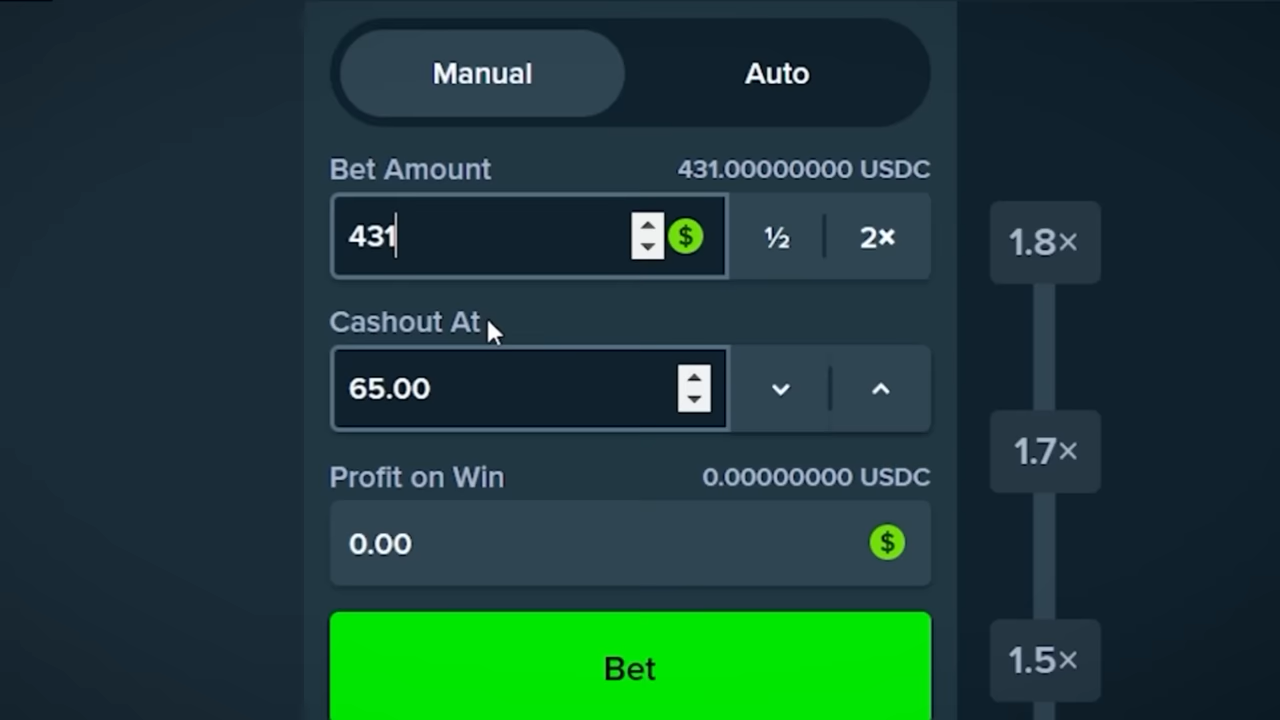 Manual Auto
Bet Amount 431.00000000 USDC
431 $ ½ 2×
1.8×
Cashout At
65.00
1.7×
Profit on Win 0.00000000 USDC
0.00 $
Bet
1.5×